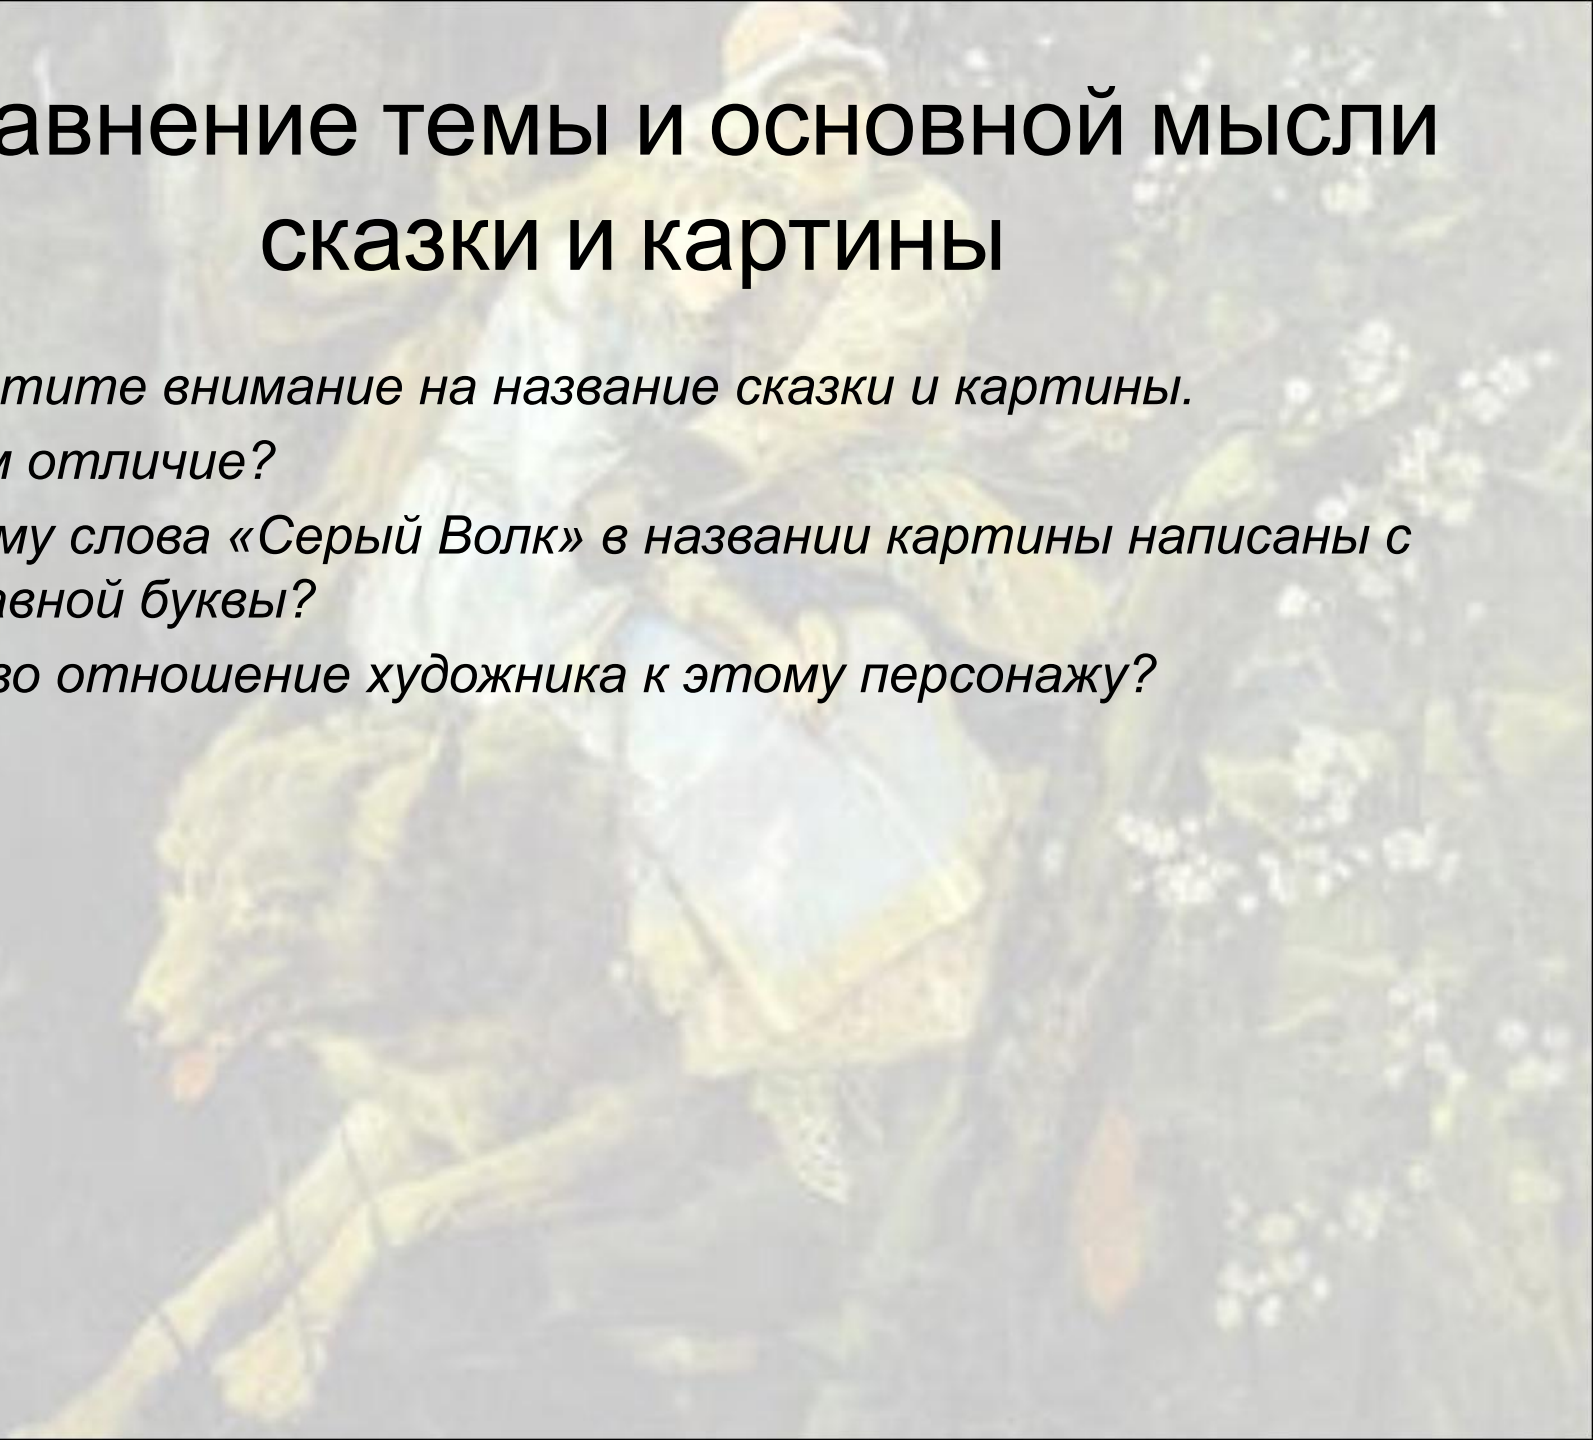 авнение темы и основной мысли
сказки и картины
тите внимание на название сказки и картины.
м отличие?
му слова «Серый Волк» в названии картины написаны с
авной буквы?
во отношение художника к этому персонажу?